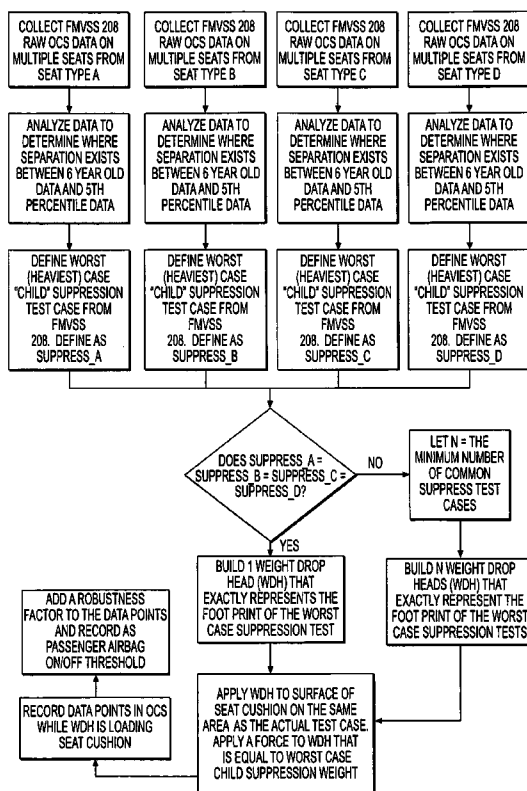 COLLECT FMVSS 208
RAW OCS DATA ON
MULTIPLE SEATS FROM
SEAT TYPE A
COLLECT FMVSS 208
RAW OCS DATA ON
MULTIPLE SEATS FROM
SEAT TYPE B
COLLECT FMVSS 208
RAW OCS DATA ON
MULTIPLE SEATS FROM
SEAT TYPE C
COLLECT FMVSS 208
RAW OCS DATA ON
MULTIPLE SEATS FROM
SEAT TYPE D
ANALYZE DATA TO
DETERMINE WHERE
SEPARATION EXISTS
BETWEEN 6 YEAR OLD
DATA AND 5TH
PERCENTILE DATA
ANALYZE DATA TO
DETERMINE WHERE
SEPARATION EXISTS
BETWEEN 6 YEAR OLD
DATA AND 5TH
PERCENTILE DATA
ANALYZE DATA TO
DETERMINE WHERE
SEPARATION EXISTS
BETWEEN 6 YEAR OLD
DATA AND 5TH
PERCENTILE DATA
ANALYZE DATA TO
DETERMINE WHERE
SEPARATION EXISTS
BETWEEN 6 YEAR OLD
DATA AND 5TH
PERCENTILE DATA
DEFINE WORST
(HEAVIEST) CASE
"CHILD" SUPPRESSION
TEST CASE FROM
FMVSS
208. DEFINE AS
SUPPRESS_A
DEFINE WORST
(HEAVIEST) CASE
"CHILD" SUPPRESSION
TEST CASE FROM
FMVSS
208. DEFINE AS
SUPPRESS_B
DEFINE WORST
(HEAVIEST) CASE
"CHILD" SUPPRESSION
TEST CASE FROM
FMVSS
208. DEFINE AS
SUPPRESS_C
DEFINE WORST
(HEAVIEST) CASE
"CHILD" SUPPRESSION
TEST CASE FROM
FMVSS
208. DEFINE AS
SUPPRESS_D
DOES SUPPRESS_A =
SUPPRESS_B = SUPPRESS_C =
SUPPRESS_D?
NO
LET N = THE
MINIMUM NUMBER
OF COMMON
SUPPRESS TEST
CASES
YES
BUILD 1 WEIGHT DROP
HEAD (WDH) THAT
EXACTLY REPRESENTS
THE FOOT PRINT OF THE WORST
CASE SUPPRESSION TEST
BUILD N WEIGHT DROP
HEADS (WDH) THAT
EXACTLY REPRESENT THE
FOOT PRINT OF THE WORST
CASE SUPPRESSION TESTS
ADD A ROBUSTNESS
FACTOR TO THE DATA POINTS
AND RECORD AS
PASSENGER AIRBAG
ON/OFF THRESHOLD
RECORD DATA POINTS IN OCS
WHILE WDH IS LOADING
SEAT CUSHION
APPLY WDH TO SURFACE OF
SEAT CUSHION ON THE SAME
AREA AS THE ACTUAL TEST CASE.
APPLY A FORCE TO WDH THAT
IS EQUAL TO WORST CASE
CHILD SUPPRESSION WEIGHT